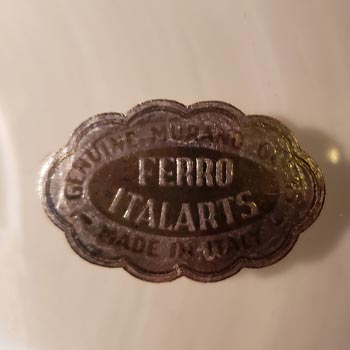 GENUINE MURANO
FERRO
ITALARTS
MADE IN ITALY